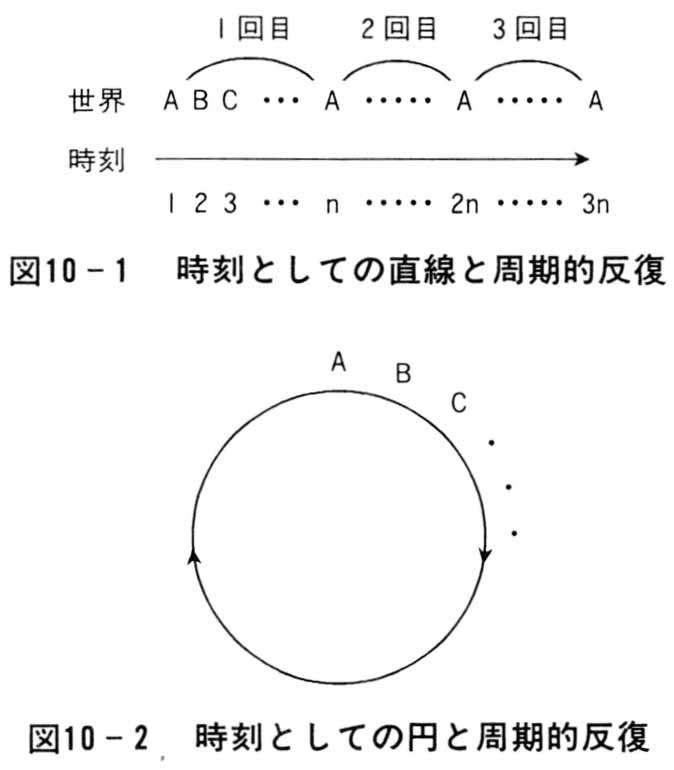 1回目 2回目 3回目
世界 A B C … A ・・・・・ A ・・・・・ A
時刻
1 2 3 … n ・・・・・ 2n ・・・・・ 3n
図10-1 時刻としての直線と周期的反復
A
B
C
・
・
・
図10-2 時刻としての円と周期的反復